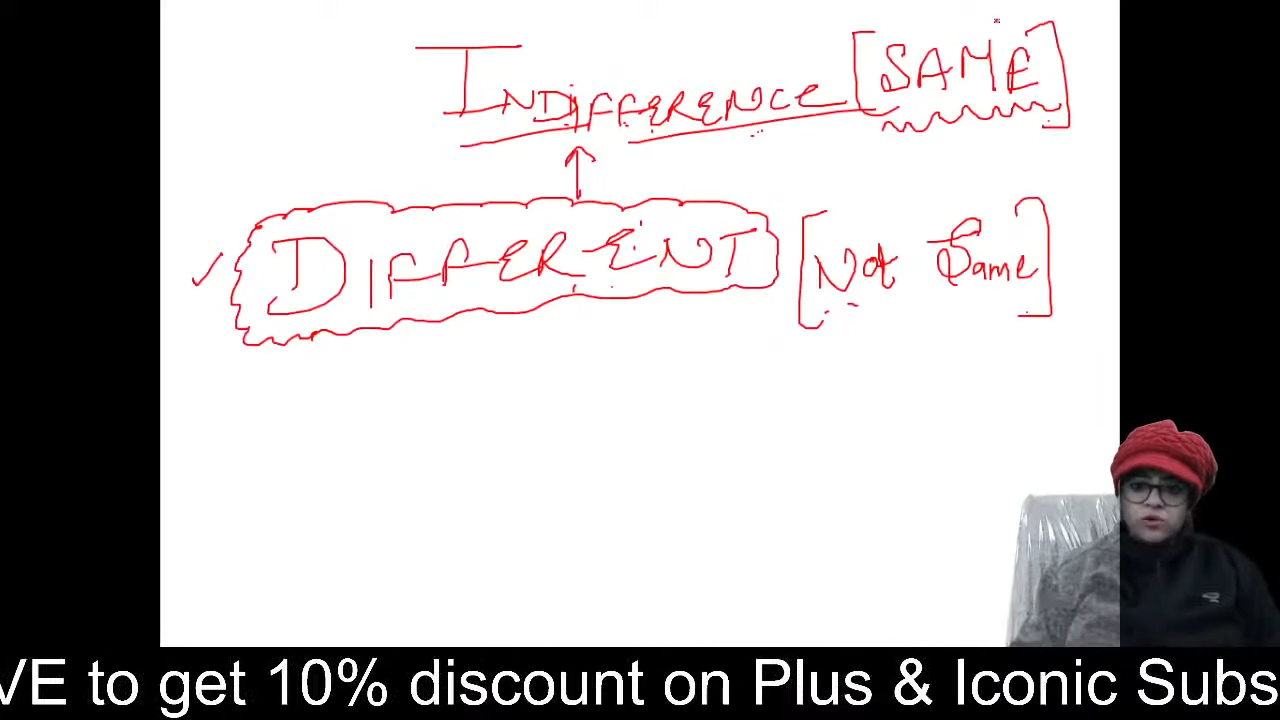 INDIFFERENCE [SAME]
DIFFERENT [Not Same]
VE to get 10% discount on Plus & Iconic Subs